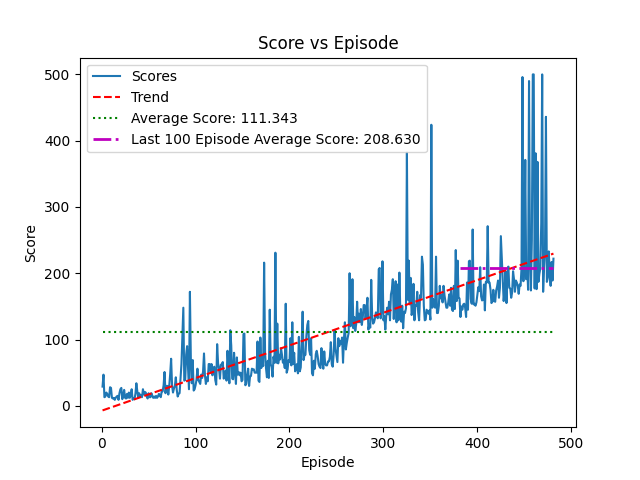 Score vs Episode
500
400
300
200
100
0
Score
Scores
Trend
Average Score: 111.343
Last 100 Episode Average Score: 208.630
0 100 200 300 400 500
Episode